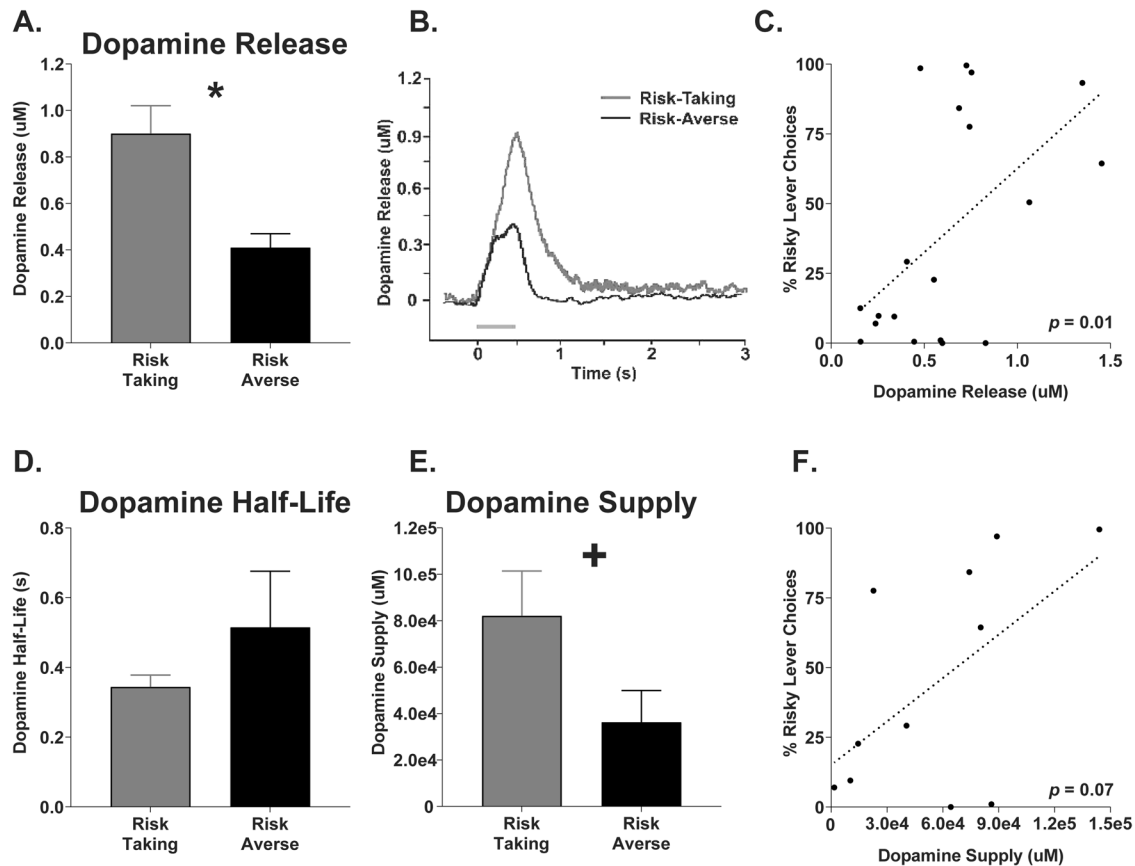 A.
Dopamine Release
*
Dopamine Release (uM)
1.2
1.0
0.8
0.6
0.4
0.2
0.0
Risk
Taking
Risk
Averse
B.
Dopamine Release (uM)
1.2
0.9
0.6
0.3
0
Risk-Taking
Risk-Averse
0
1
2
3
Time (s)
C.
% Risky Lever Choices
100
75
50
25
0
0.0
0.5
1.0
1.5
p = 0.01
Dopamine Release (uM)
D.
Dopamine Half-Life
Dopamine Half-Life (s)
0.8
0.6
0.4
0.2
0.0
Risk
Taking
Risk
Averse
E.
Dopamine Supply
+
Dopamine Supply (uM)
1.2e5
10.e5
8.0e4
6.0e4
4.0e4
2.0e4
0
Risk
Taking
Risk
Averse
F.
% Risky Lever Choices
100
75
50
25
0
0
3.0e4
6.0e4
9.0e4
1.2e5
1.5e5
p = 0.07
Dopamine Supply (uM)